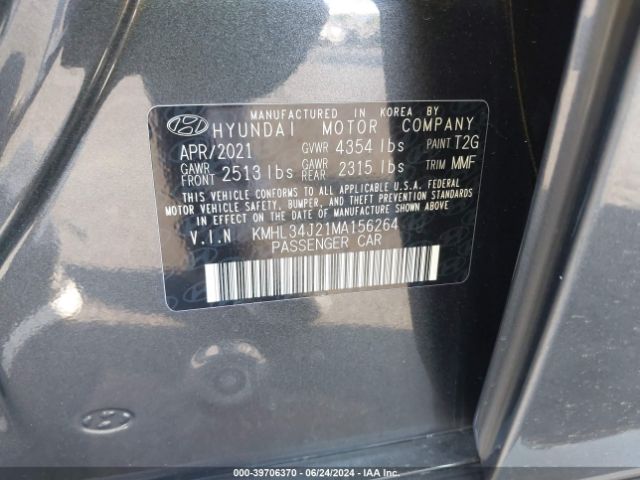 MANUFACTURED IN KOREA BY
HYUNDAI MOTOR COMPANY
APR/2021 GVWR 4354 lbs PAINT T2G
GAWR FRONT 2513 lbs GAWR REAR 2315 lbs TRIM MMF
THIS VEHICLE CONFORMS TO ALL APPLICABLE U.S.A. FEDERAL
MOTOR VEHICLE SAFETY, BUMPER, AND THEFT PREVENTION STANDARDS
IN EFFECT ON THE DATE OF MANUFACTURE SHOWN ABOVE.
V.I.N KMHL34J21MA156264
PASSENGER CAR
000-39706370 | 06/24/2024 | IAA Inc.